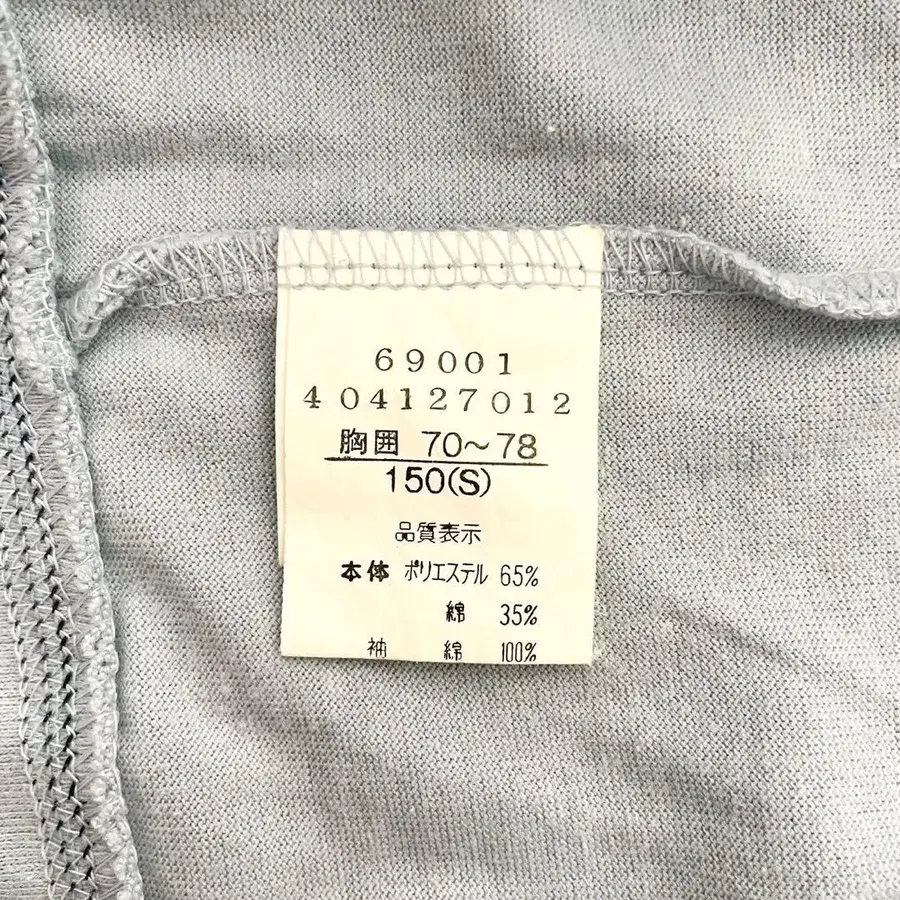 69001
404127012
胸囲 70~78
150(S)
品質表示
本体 ポリエステル 65%
綿 35%
袖 綿 100%